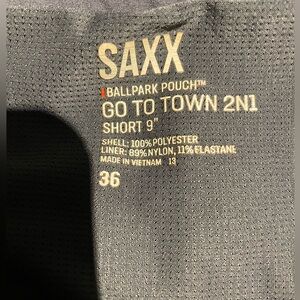 SAXX
BALLPARK POUCH™
GO TO TOWN 2N1
SHORT 9"
SHELL: 100% POLYESTER
LINER: 89% NYLON, 11% ELASTANE
MADE IN VIETNAM 13
36